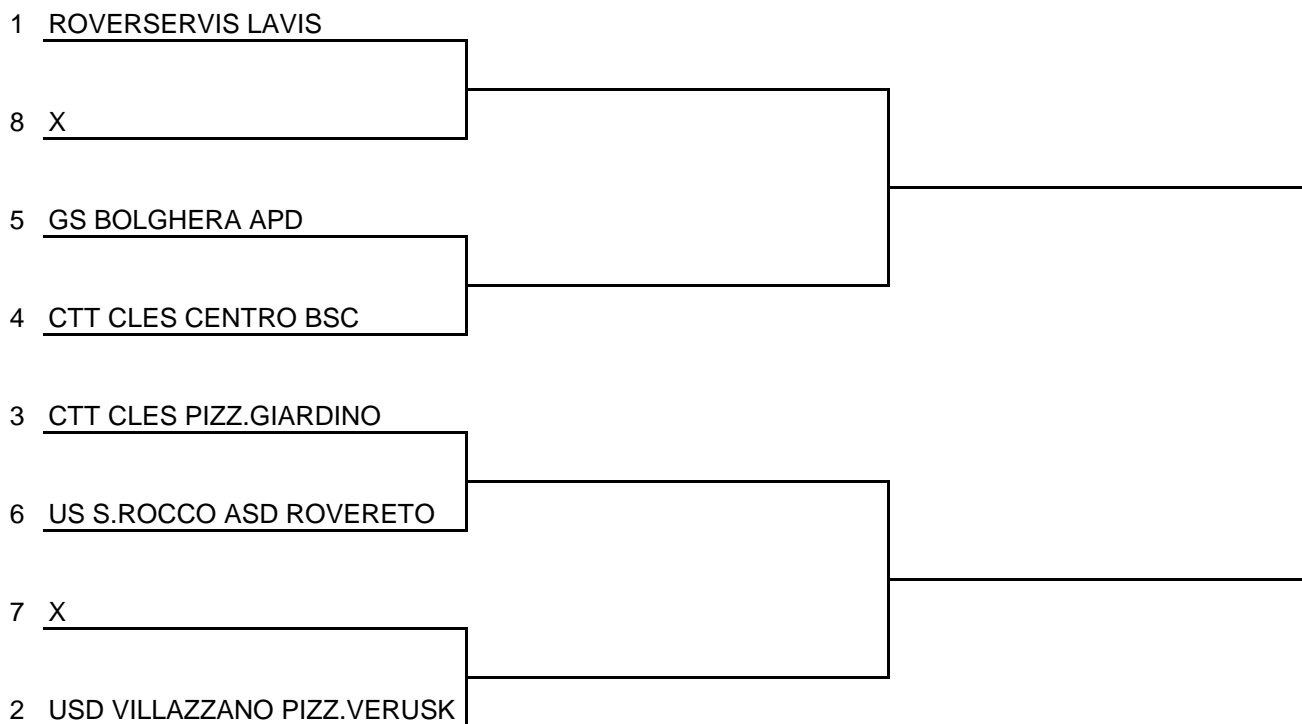 1 ROVERSERVIS LAVIS
8 X
5 GS BOLGHERA APD
4 CTT CLES CENTRO BSC
3 CTT CLES PIZZ.GIARDINO
6 US S.ROCCO ASD ROVERETO
7 X
2 USD VILLAZZANO PIZZ.VERUSK